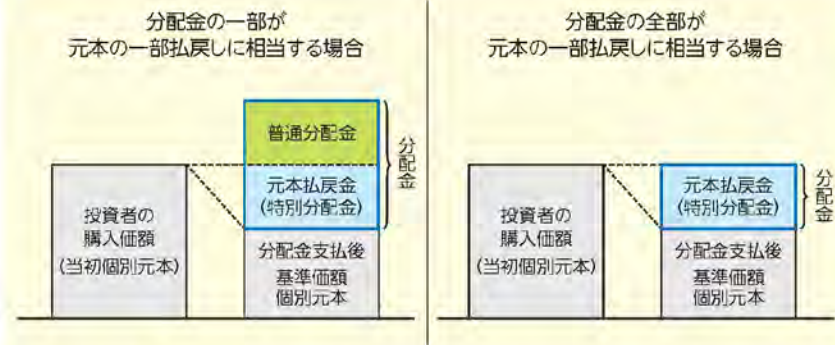 分配金の一部が
元本の一部払戻しに相当する場合
普通分配金
元本払戻金
(特別分配金)
分配金
投資者の
購入価額
(当初個別元本)
分配金支払後
基準価額
個別元本
分配金の全部が
元本の一部払戻しに相当する場合
元本払戻金
(特別分配金)
分配金
投資者の
購入価額
(当初個別元本)
分配金支払後
基準価額
個別元本